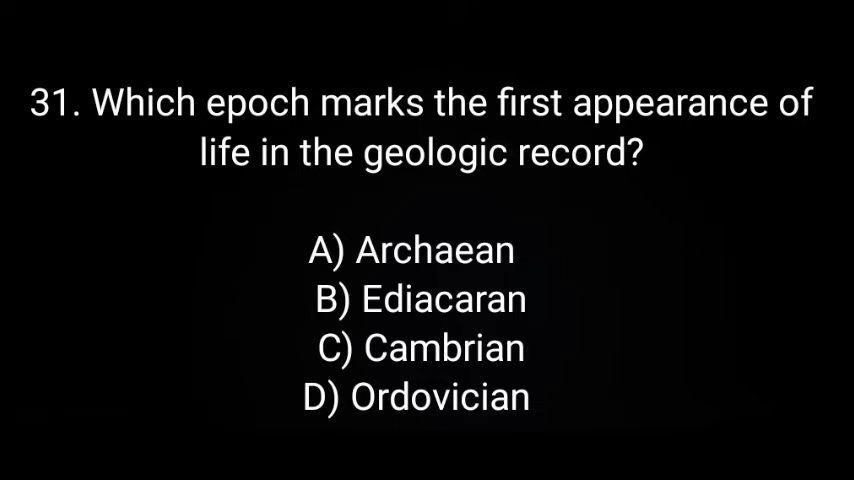 31. Which epoch marks the first appearance of
life in the geologic record?
A) Archaean
B) Ediacaran
C) Cambrian
D) Ordovician